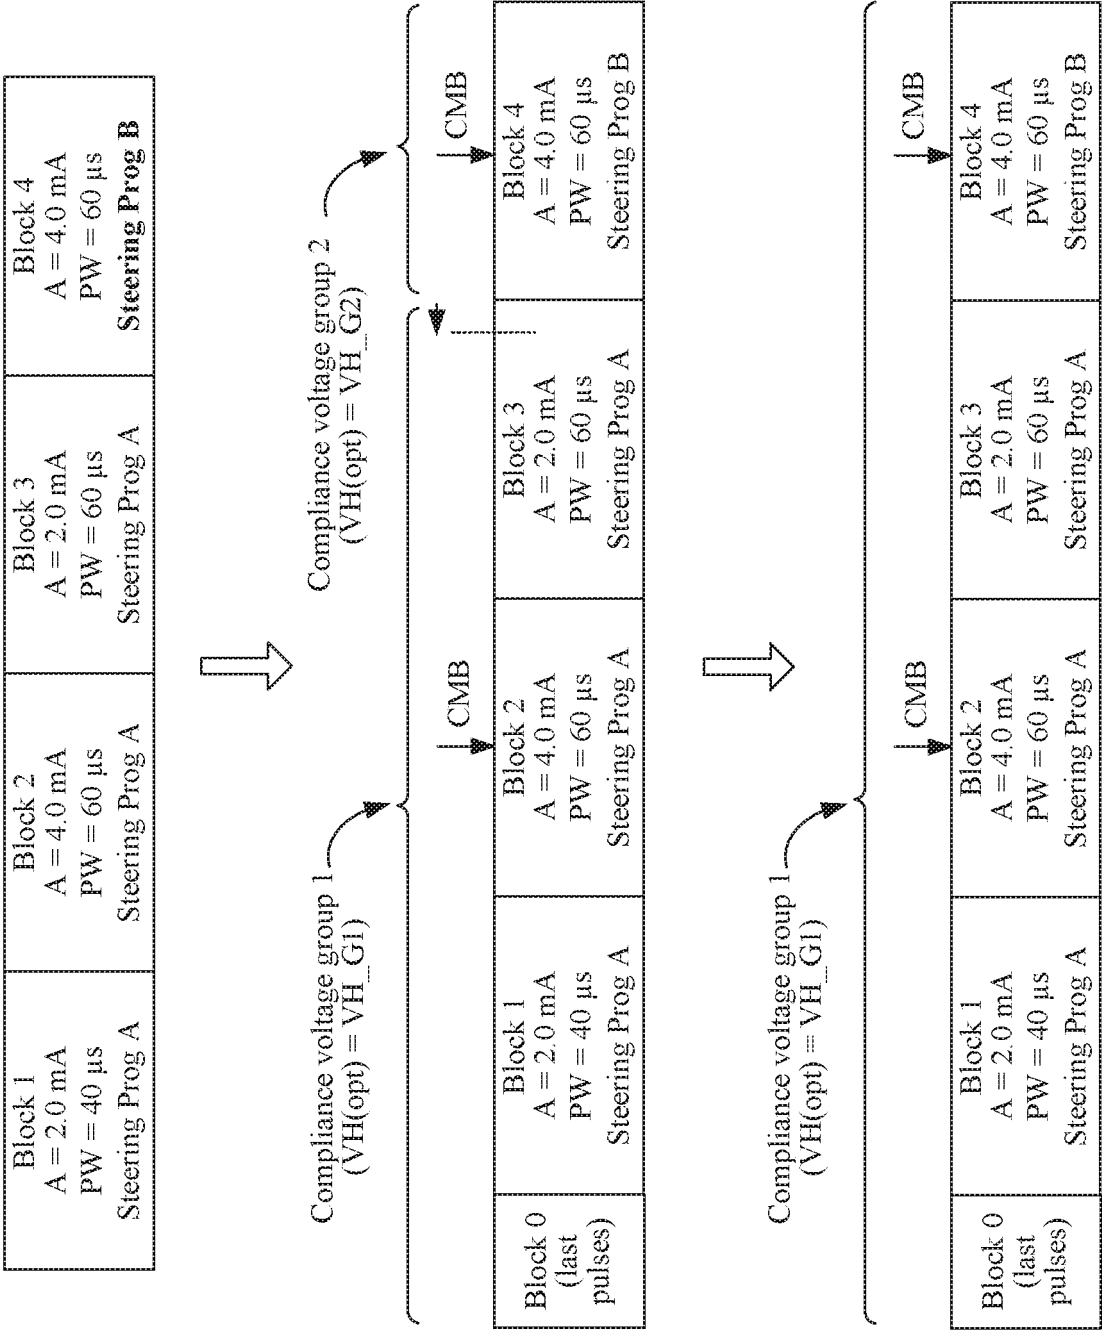 Block 1
A = 2.0 mA
PW = 40 µs
Steering Prog A
Block 2
A = 4.0 mA
PW = 60 µs
Steering Prog A
Block 3
A = 2.0 mA
PW = 60 µs
Steering Prog A
Block 4
A = 4.0 mA
PW = 60 µs
Steering Prog B
Compliance voltage group 1
(VH(opt) = VH_G1)
Compliance voltage group 2
(VH(opt) = VH_G2)
CMB
CMB
Block 0
(last
pulses)
Block 1
A = 2.0 mA
PW = 40 µs
Steering Prog A
Block 2
A = 4.0 mA
PW = 60 µs
Steering Prog A
Block 3
A = 2.0 mA
PW = 60 µs
Steering Prog A
Block 4
A = 4.0 mA
PW = 60 µs
Steering Prog B
Compliance voltage group 1
(VH(opt) = VH_G1)
CMB
CMB
Block 0
(last
pulses)
Block 1
A = 2.0 mA
PW = 40 µs
Steering Prog A
Block 2
A = 4.0 mA
PW = 60 µs
Steering Prog A
Block 3
A = 2.0 mA
PW = 60 µs
Steering Prog A
Block 4
A = 4.0 mA
PW = 60 µs
Steering Prog B